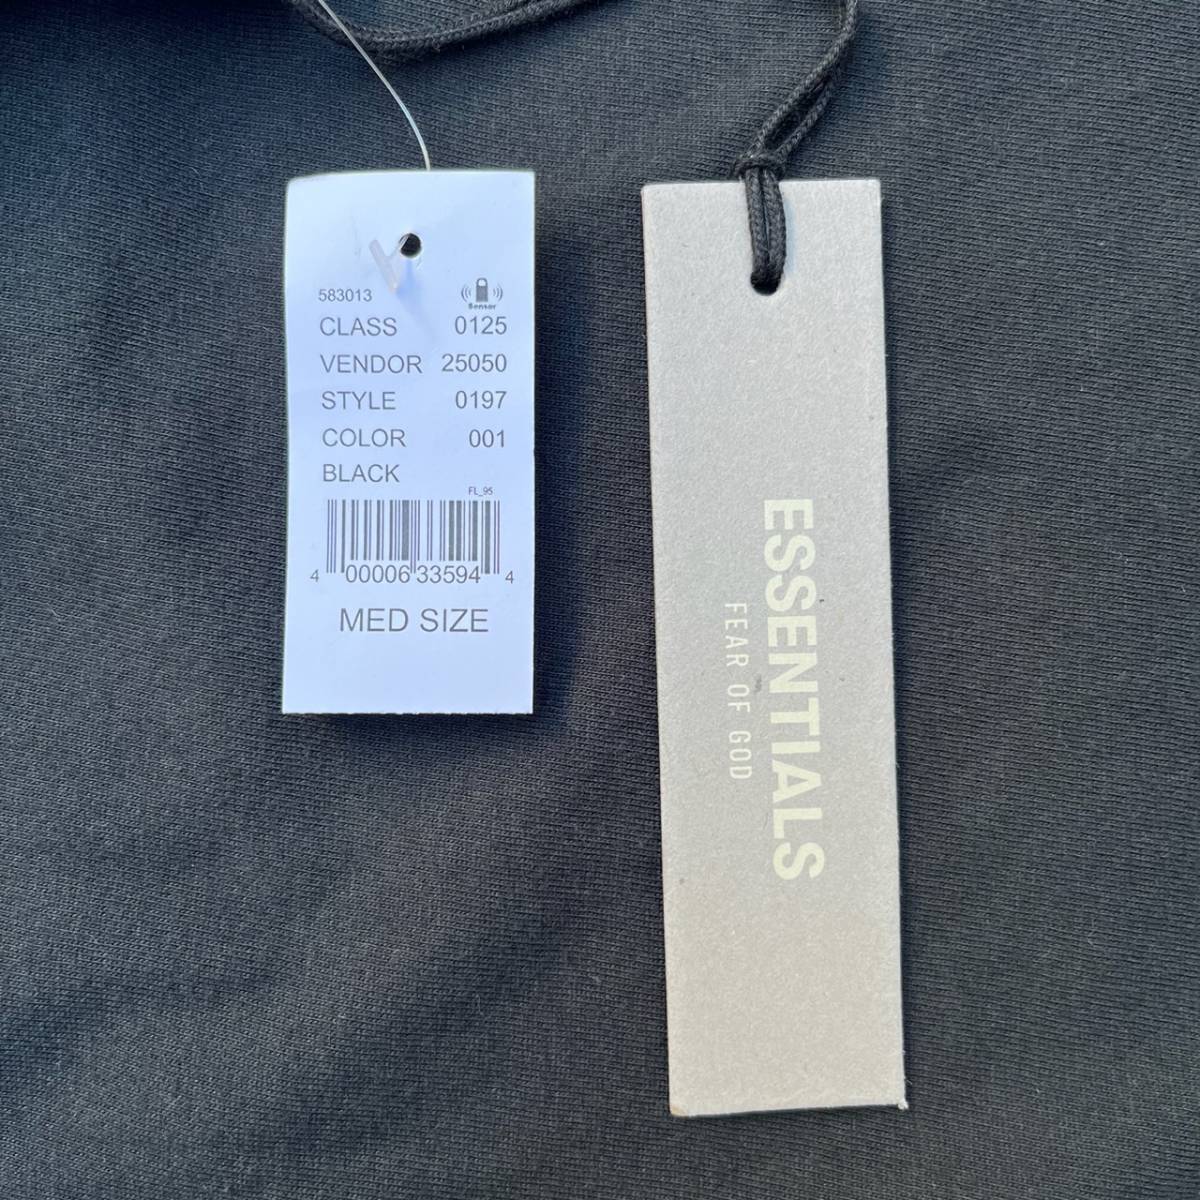 583013
Sensor
CLASS 0125
VENDOR 25050
STYLE 0197
COLOR 001
BLACK
FL_95
4 00006 33594 4
MED SIZE
ESSENTIALS
FEAR OF GOD